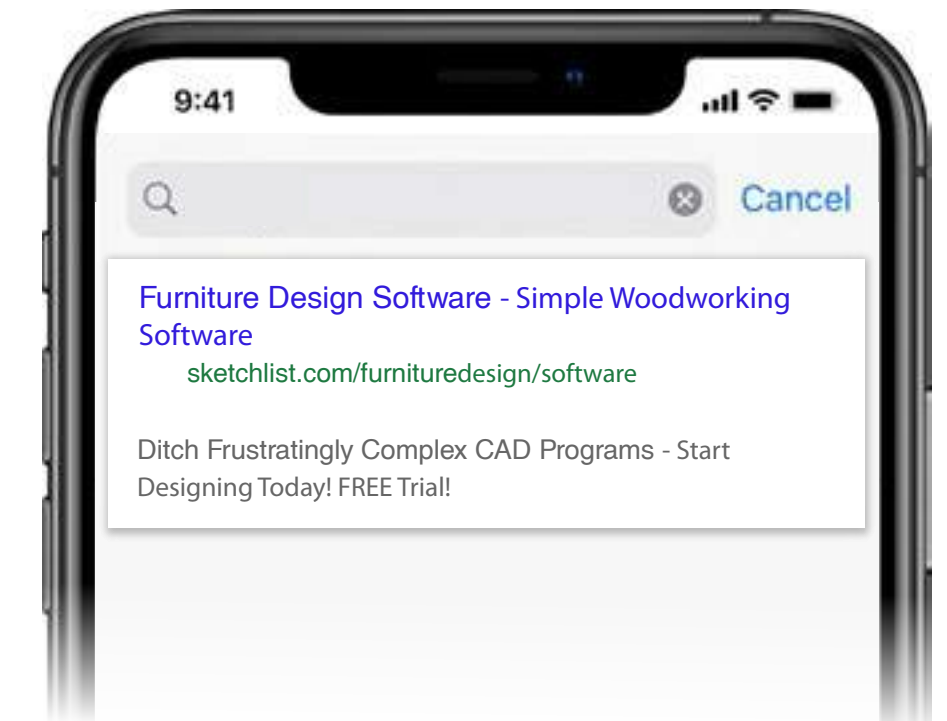 9:41
Cancel
Furniture Design Software - Simple Woodworking
Software
sketchlist.com/furnituredesign/software
Ditch Frustratingly Complex CAD Programs - Start
Designing Today! FREE Trial!